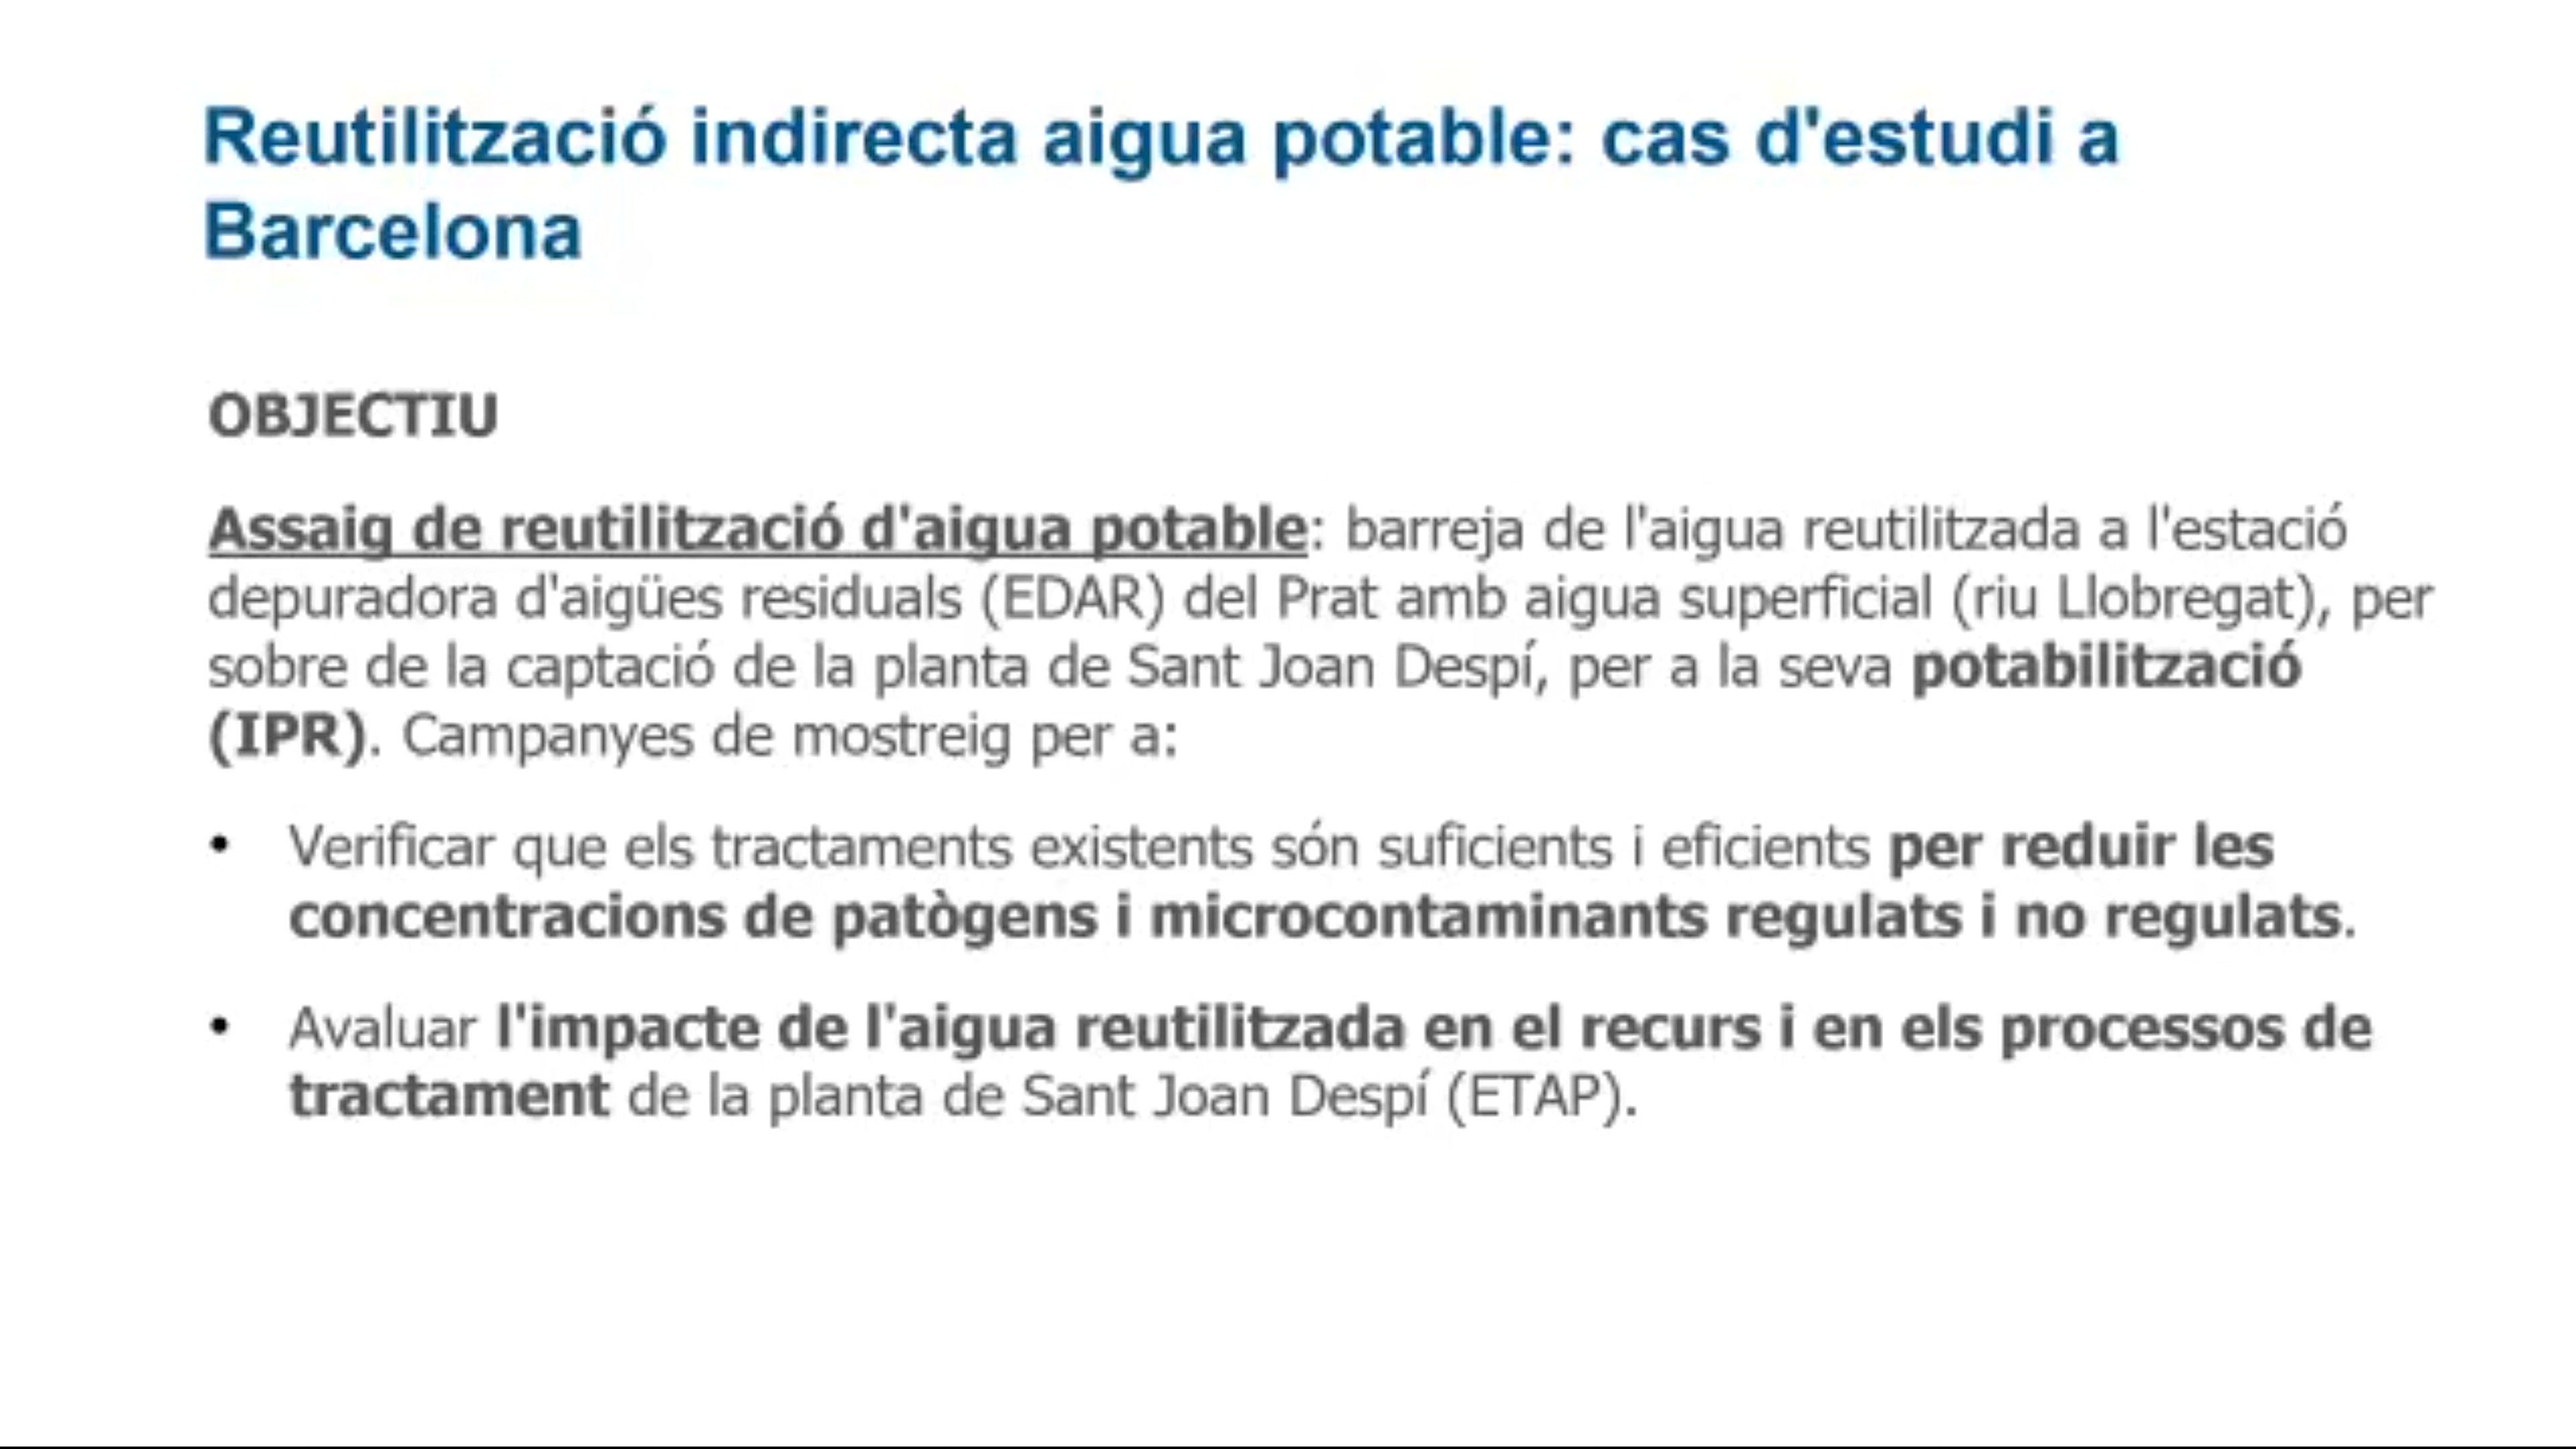 Reutilització indirecta aigua potable: cas d'estudi a
Barcelona
OBJECTIU
Assaig de reutilització d'aigua potable: barreja de l'aigua reutilitzada a l'estació
depuradora d'aigües residuals (EDAR) del Prat amb aigua superficial (riu Llobregat), per
sobre de la captació de la planta de Sant Joan Despí, per a la seva potabilització
(IPR). Campanyes de mostreig per a:
• Verificar que els tractaments existents són suficients i eficients per reduir les
concentracions de patògens i microcontaminants regulats i no regulats.
• Avaluar l'impacte de l'aigua reutilitzada en el recurs i en els processos de
tractament de la planta de Sant Joan Despí (ETAP).